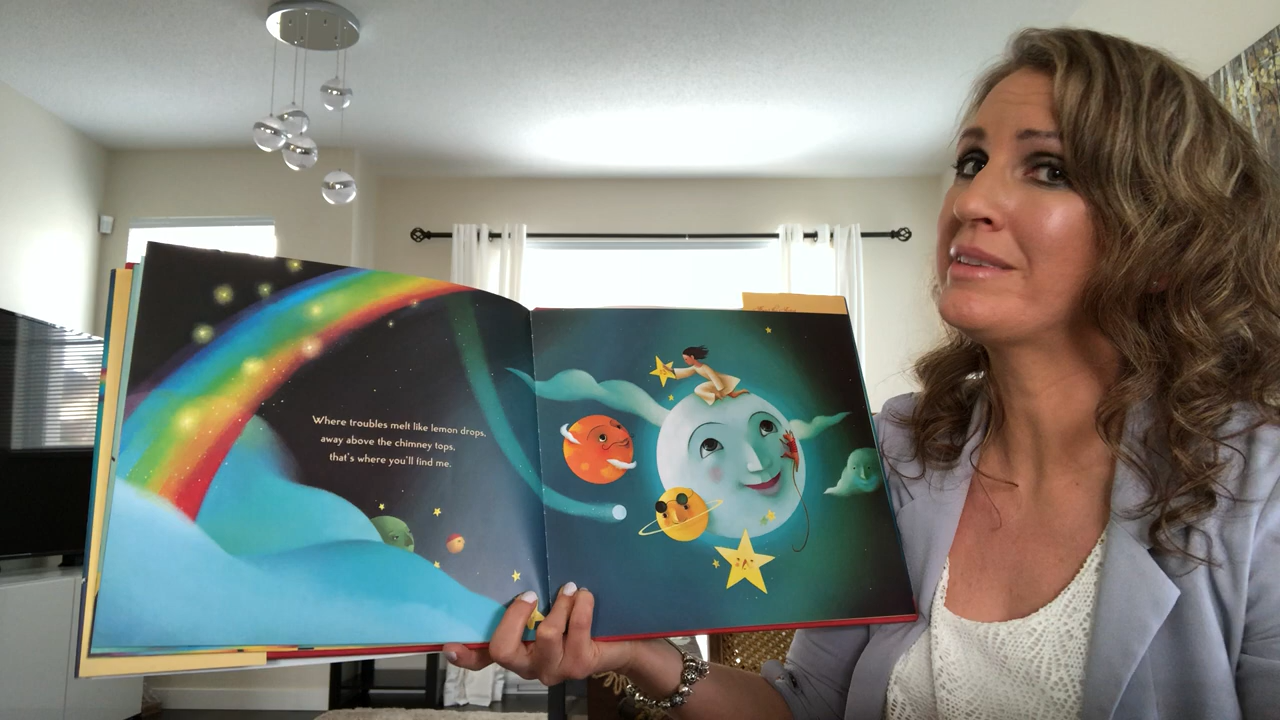 Where troubles melt like lemon drops,
away above the chimney tops,
that's where you'll find me.